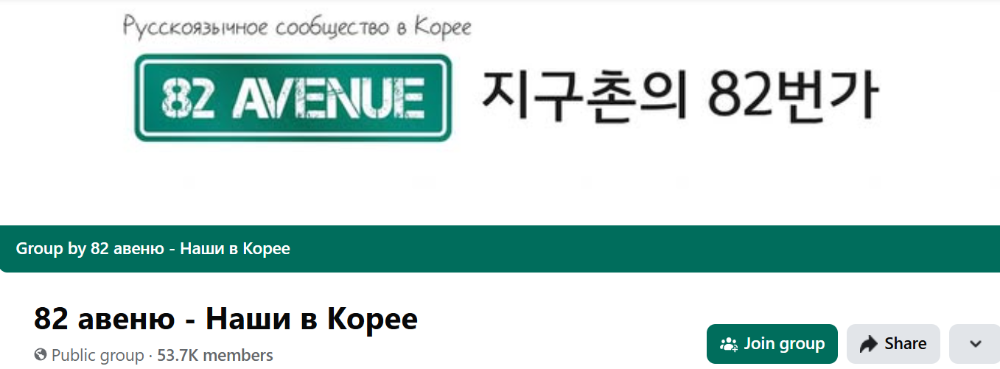 Русскоязычное сообщество в Корее
82 AVENUE 지구촌의 82번가
Group by 82 авеню - Наши в Корее
82 авеню - Наши в Корее
Public group · 53.7K members
Join group
Share